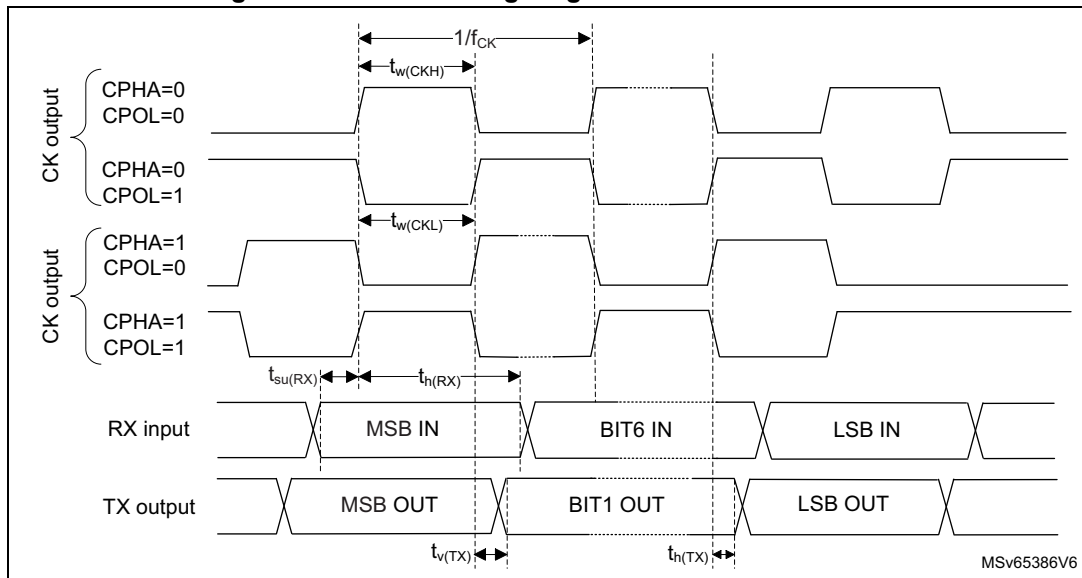 1/fCK
tw(CKH)
CPHA=0
CPOL=0
CK output
CPHA=0
CPOL=1
tw(CKL)
CPHA=1
CPOL=0
CK output
CPHA=1
CPOL=1
tsu(RX)
th(RX)
RX input
MSB IN
BIT6 IN
LSB IN
TX output
MSB OUT
BIT1 OUT
LSB OUT
tv(TX)
th(TX)
MSv65386V6